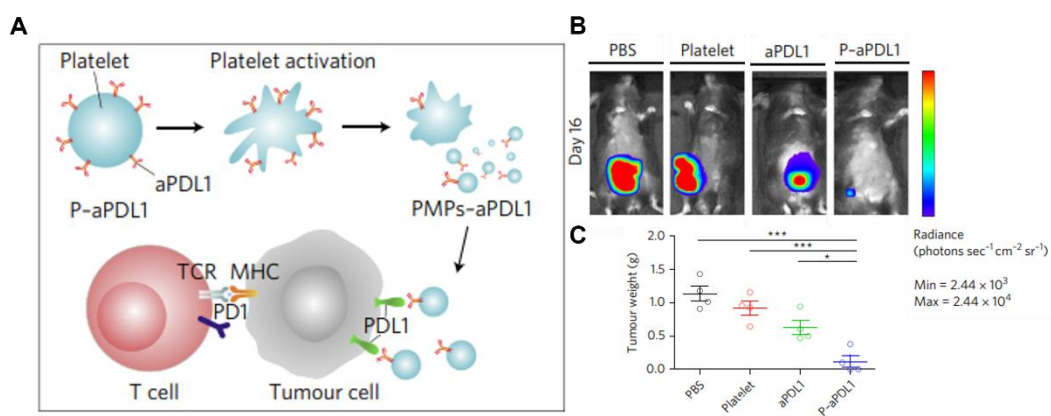 A
Platelet
Platelet activation
aPDL1
P–aPDL1
PMPs–aPDL1
TCR MHC
PD1
PDL1
T cell
Tumour cell
B
PBS
Platelet
aPDL1
P–aPDL1
Day 16
Radiance
(photons sec⁻¹ cm⁻² sr⁻¹)
Min = 2.44 × 10³
Max = 2.44 × 10⁴
C
Tumour weight (g)
2.0
1.5
1.0
0.5
0.0
***
***
*
PBS
Platelet
aPDL1
P–aPDL1